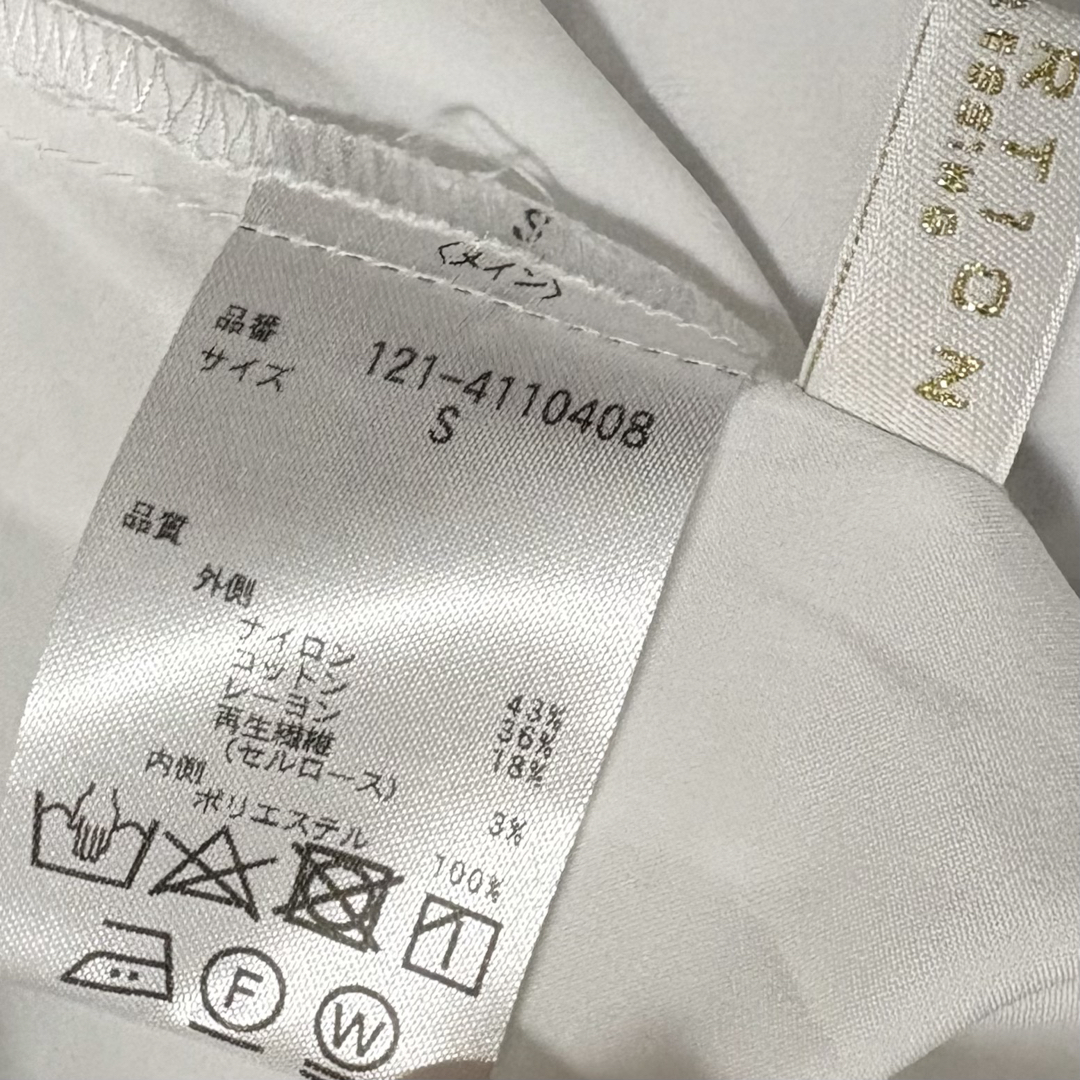 S
〈メイン〉
品番 121-4110408
サイズ S
品質
外側
ナイロン 43%
コットン 36%
レーヨン 18%
再生繊維
(セルロース) 3%
内側
ポリエステル 100%
F
W
RTION